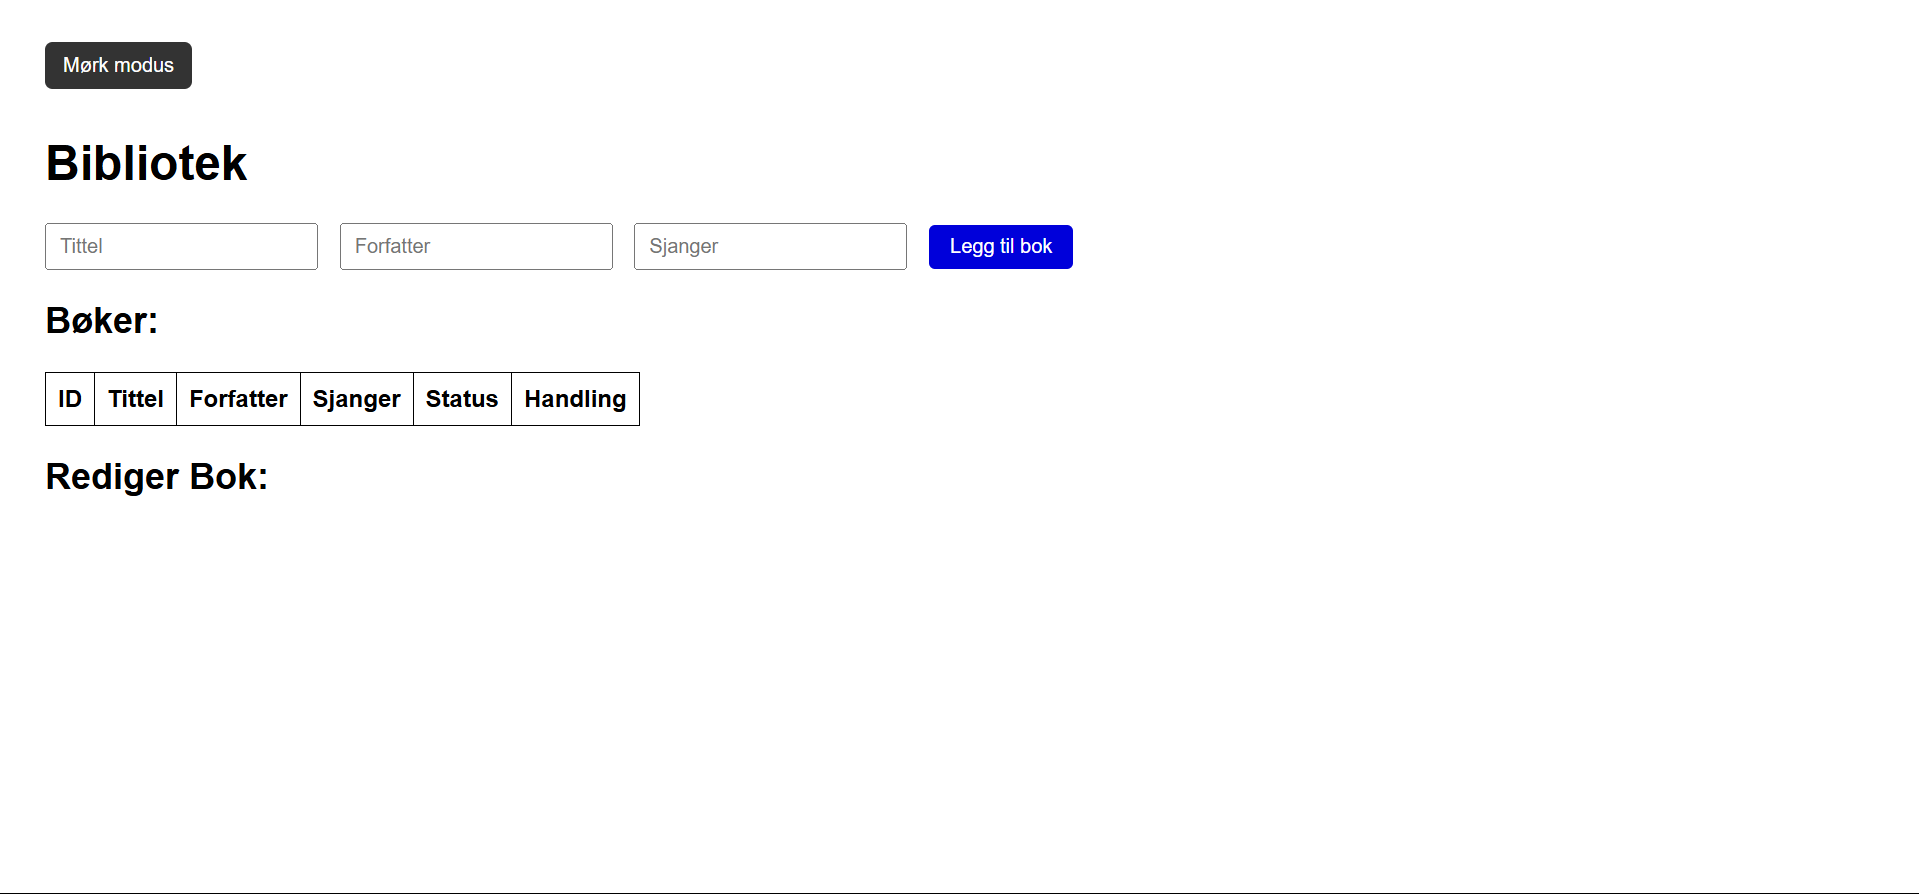 Mørk modus
Bibliotek
Tittel Forfatter Sjanger Legg til bok
Bøker:
ID Tittel Forfatter Sjanger Status Handling
Rediger Bok: